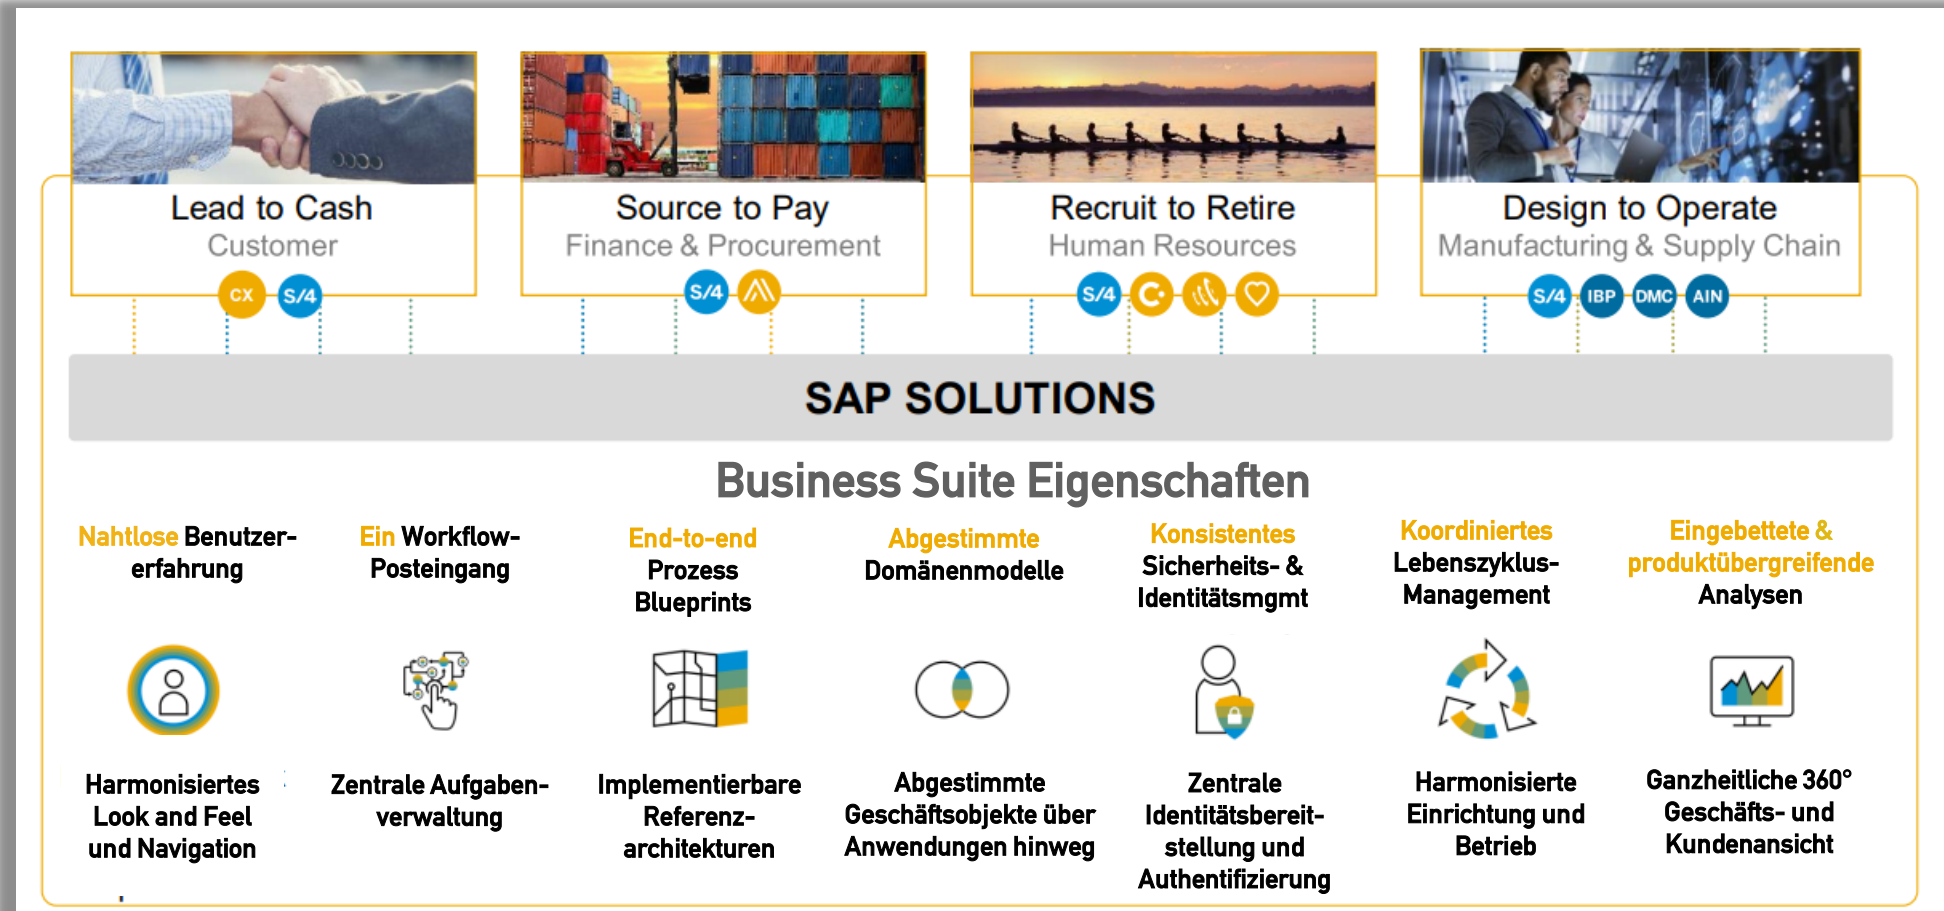 Lead to Cash
Customer
CX
S/4
Source to Pay
Finance & Procurement
S/4
Recruit to Retire
Human Resources
S/4
Design to Operate
Manufacturing & Supply Chain
S/4
IBP
DMC
AIN
SAP SOLUTIONS
Business Suite Eigenschaften
Nahtlose Benutzer-
erfahrung
Ein Workflow-
Posteingang
End-to-end
Prozess
Blueprints
Abgestimmte
Domänenmodelle
Konsistentes
Sicherheits- &
Identitätsmgmt
Koordiniertes
Lebenszyklus-
Management
Eingebettete &
produktübergreifende
Analysen
Harmonisiertes
Look and Feel
und Navigation
Zentrale Aufgaben-
verwaltung
Implementierbare
Referenz-
architekturen
Abgestimmte
Geschäftsobjekte über
Anwendungen hinweg
Zentrale
Identitätsbereit-
stellung und
Authentifizierung
Harmonisierte
Einrichtung und
Betrieb
Ganzheitliche 360°
Geschäfts- und
Kundenansicht